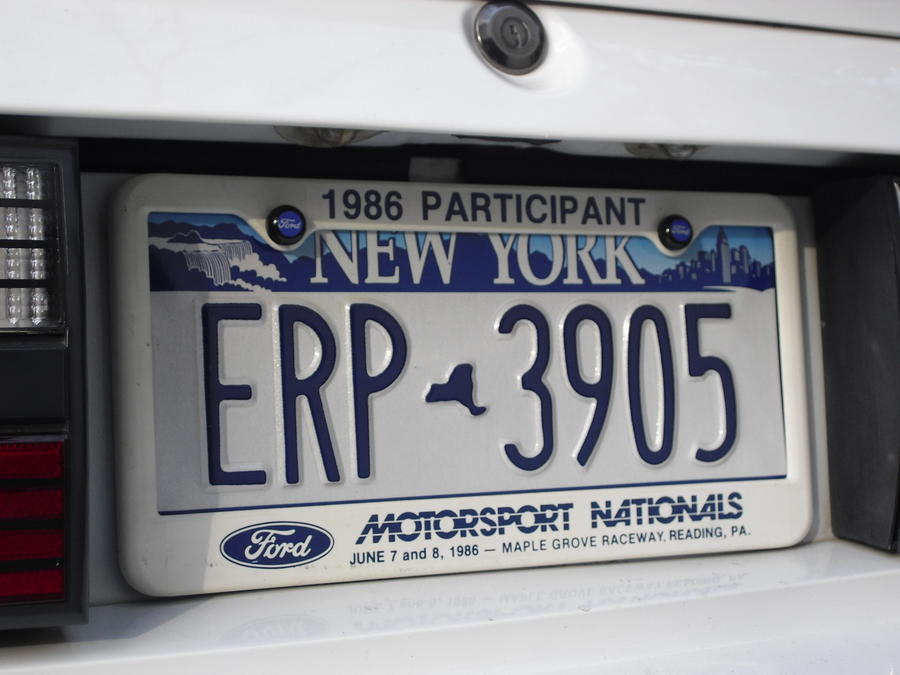 1986 PARTICIPANT
Ford Ford
NEW YORK
ERP 3905
Ford
MOTORSPORT NATIONALS
JUNE 7 and 8, 1986 — MAPLE GROVE RACEWAY, READING, PA.